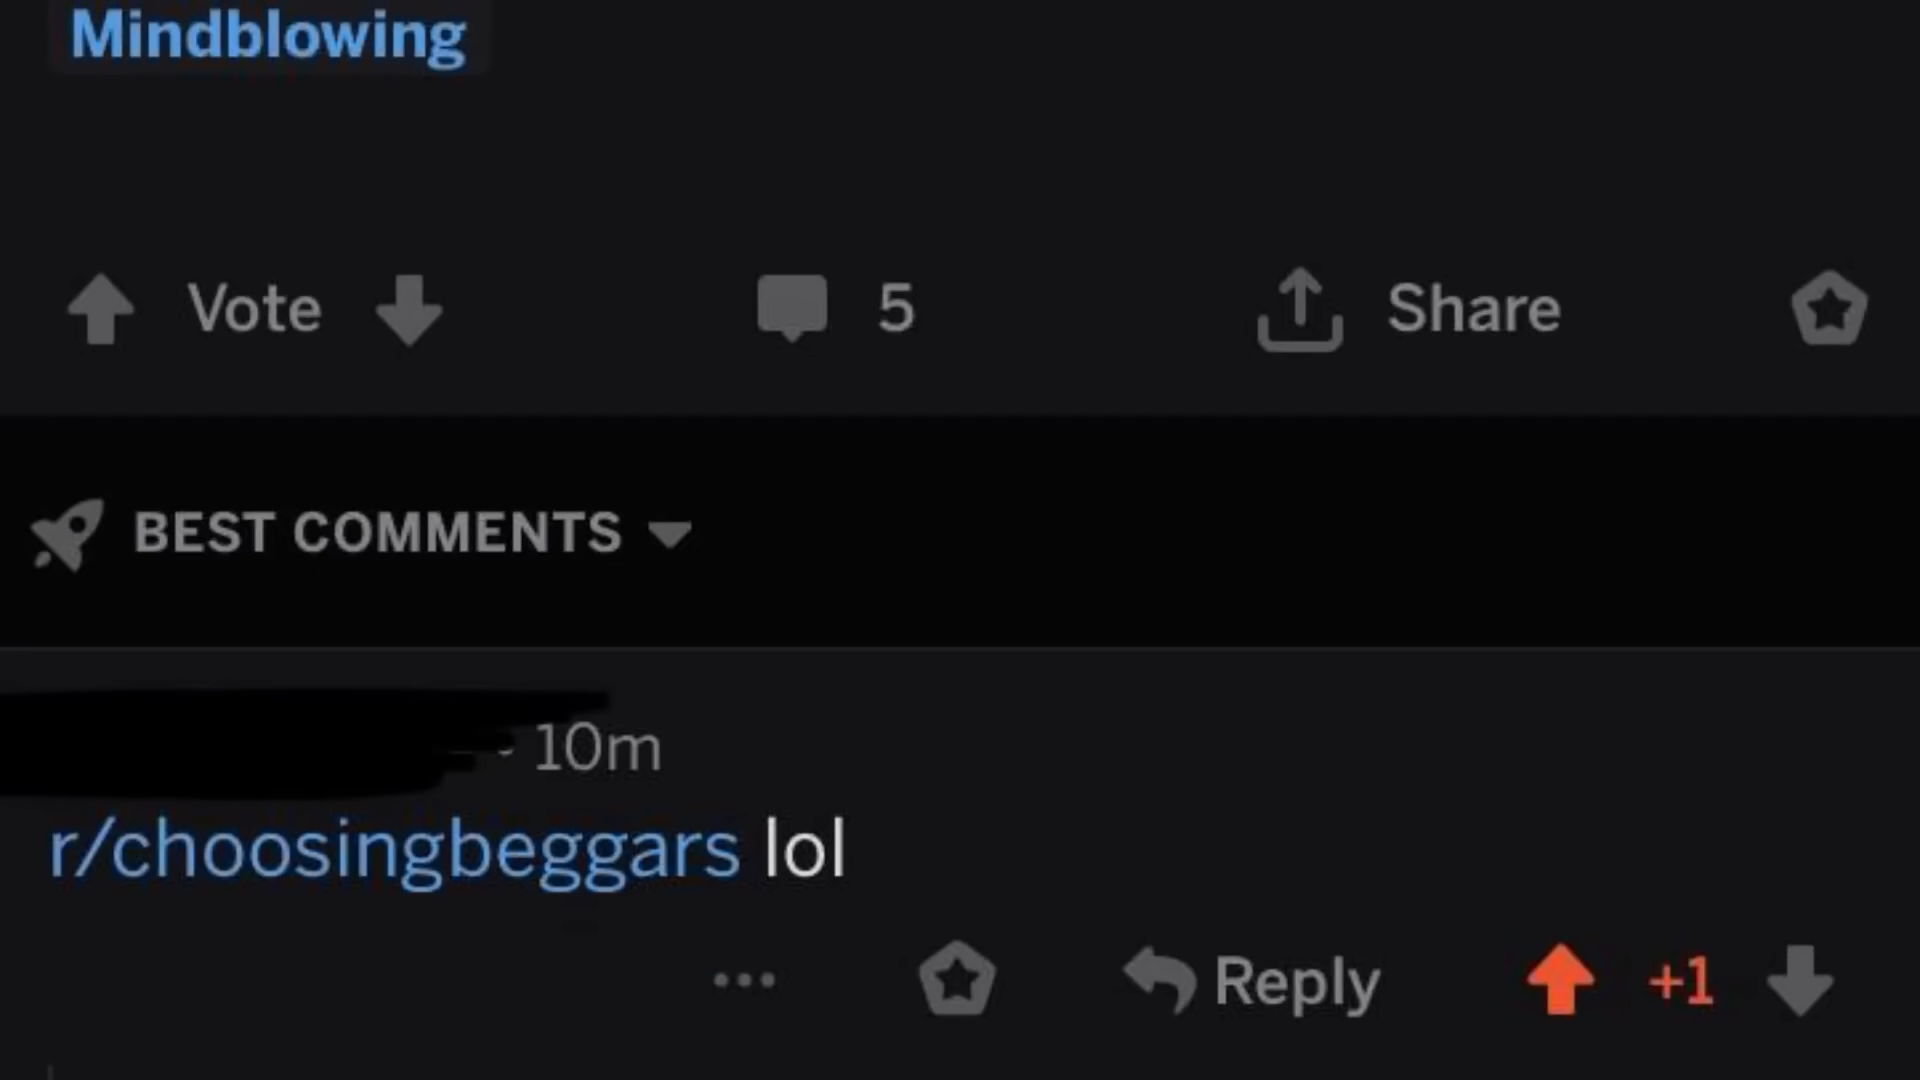 Mindblowing
Vote 5 Share
BEST COMMENTS
· 10m
r/choosingbeggars lol
... Reply +1